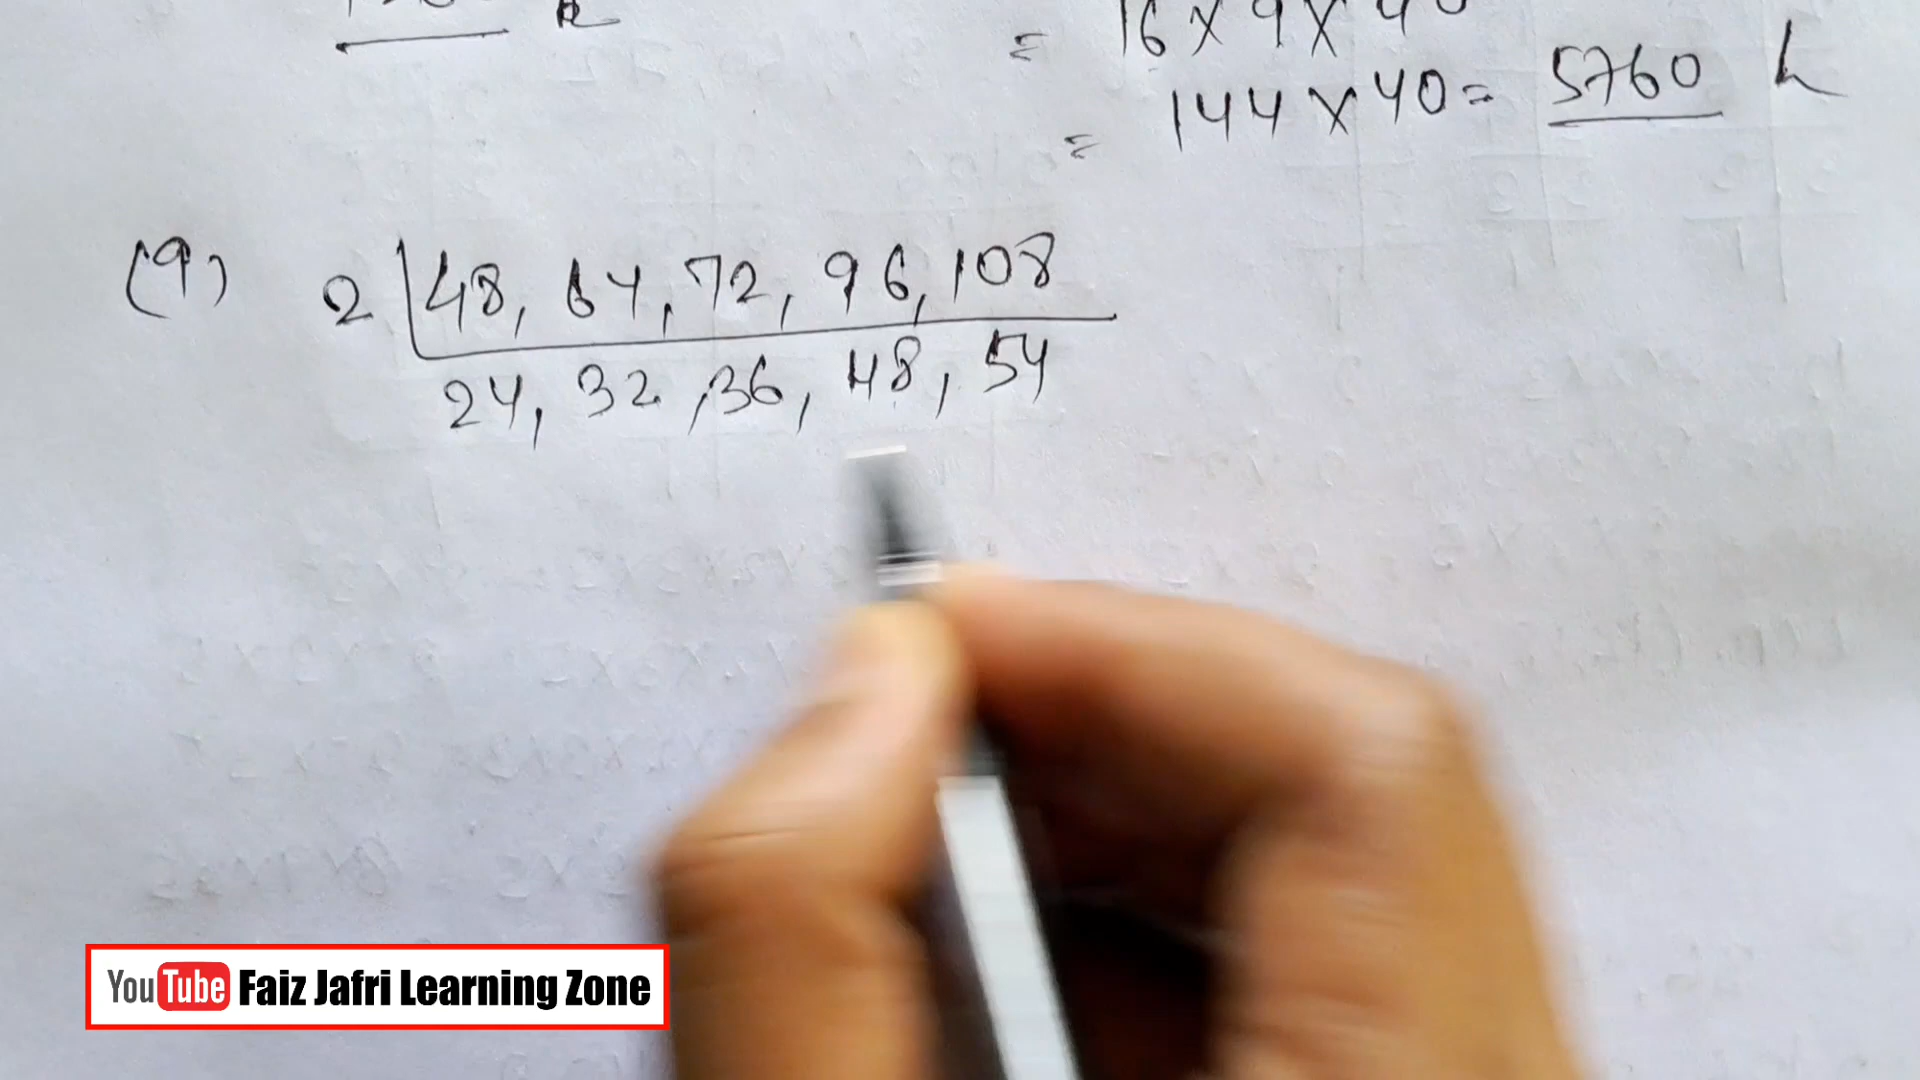 = 16 X 9 X 40
= 144 X 40 = 5760
(9) 2 48, 64, 72, 96, 108
24, 32, 36, 48, 54
YouTube Faiz Jafri Learning Zone